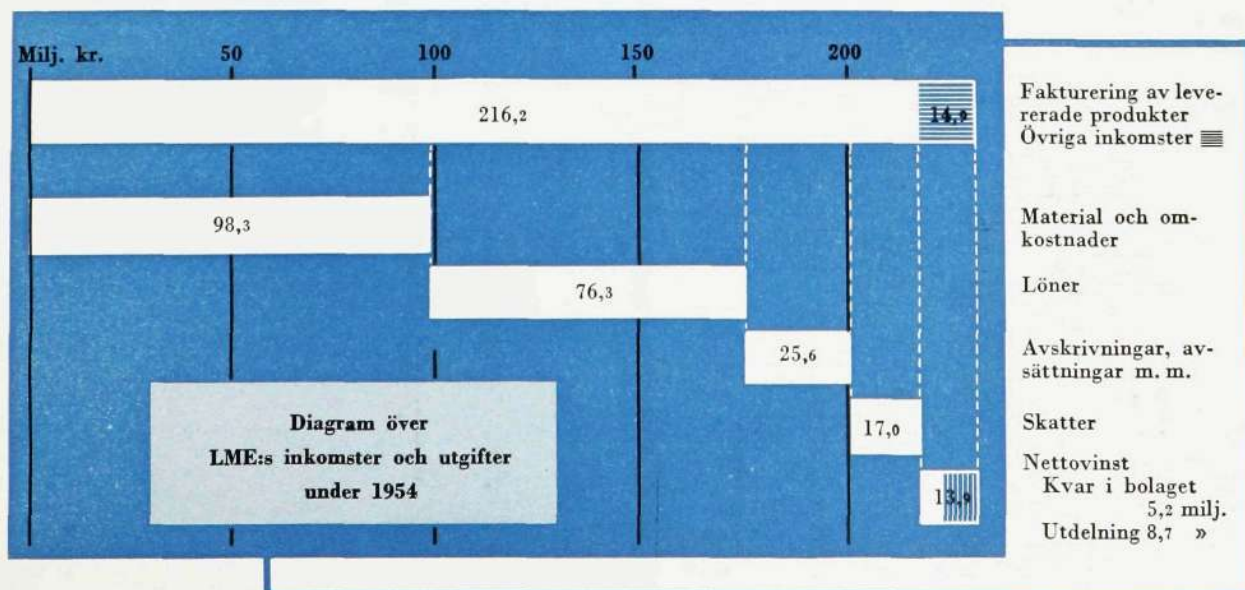 Milj. kr. 50 100 150 200
216,2 14,9
Fakturering av leve-
rerade produkter
Övriga inkomster
98,3
Material och om-
kostnader
76,3
Löner
25,6
Avskrivningar, av-
sättningar m. m.
17,0
Skatter
13,9
Nettovinst
Kvar i bolaget
5,2 milj.
Utdelning 8,7 »
Diagram över
LME:s inkomster och utgifter
under 1954